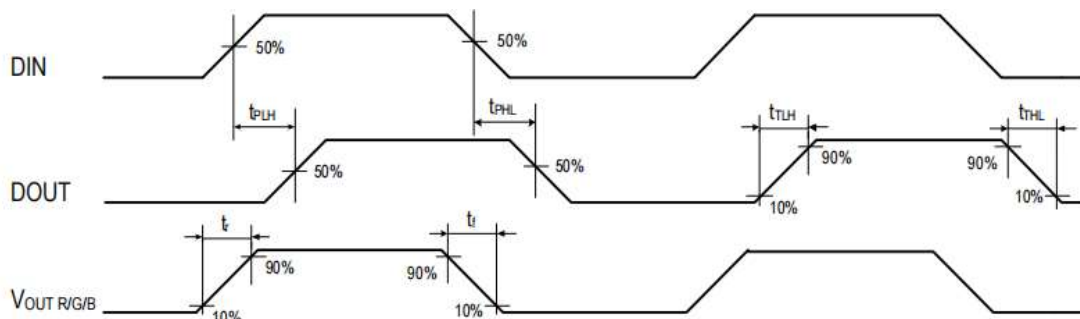 50%
50%
DIN
tPLH
tPHL
tTLH
tTHL
50%
50%
90%
90%
DOUT
10%
10%
tr
tf
90%
90%
VOUT R/G/B
10%
10%